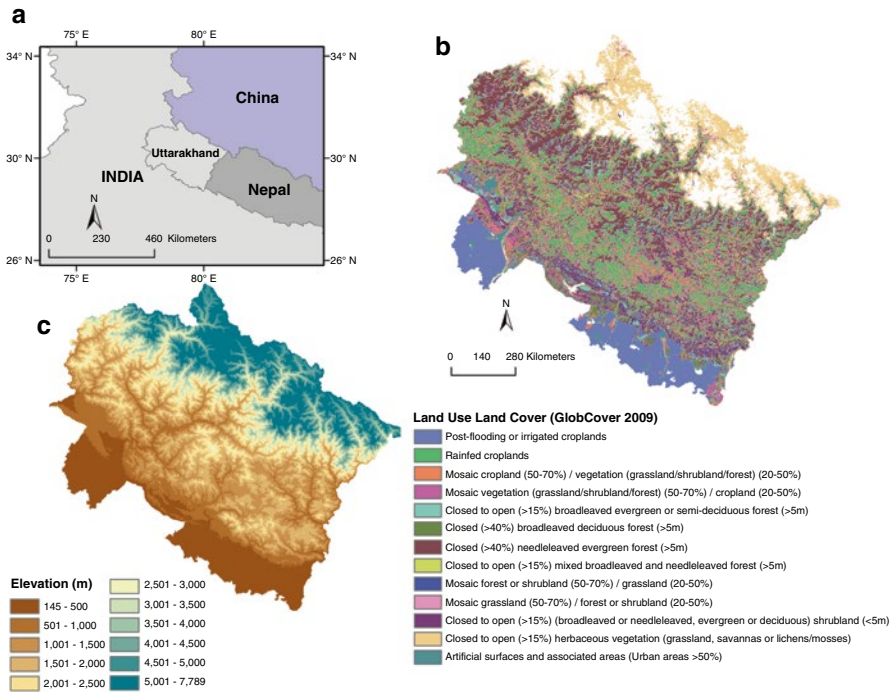 a
75° E 80° E
34° N 34° N
China
Uttarakhand
30° N 30° N
INDIA
Nepal
N
0 230 460 Kilometers
26° N 26° N
75° E 80° E
b
N
0 140 280 Kilometers
c
Elevation (m)
145 - 500
501 - 1,000
1,001 - 1,500
1,501 - 2,000
2,001 - 2,500
2,501 - 3,000
3,001 - 3,500
3,501 - 4,000
4,001 - 4,500
4,501 - 5,000
5,001 - 7,789
Land Use Land Cover (GlobCover 2009)
Post-flooding or irrigated croplands
Rainfed croplands
Mosaic cropland (50-70%) / vegetation (grassland/shrubland/forest) (20-50%)
Mosaic vegetation (grassland/shrubland/forest) (50-70%) / cropland (20-50%)
Closed to open (>15%) broadleaved evergreen or semi-deciduous forest (>5m)
Closed (>40%) broadleaved deciduous forest (>5m)
Closed (>40%) needleleaved evergreen forest (>5m)
Closed to open (>15%) mixed broadleaved and needleleaved forest (>5m)
Mosaic forest or shrubland (50-70%) / grassland (20-50%)
Mosaic grassland (50-70%) / forest or shrubland (20-50%)
Closed to open (>15%) (broadleaved or needleleaved, evergreen or deciduous) shrubland (<5m)
Closed to open (>15%) herbaceous vegetation (grassland, savannas or lichens/mosses)
Artificial surfaces and associated areas (Urban areas >50%)